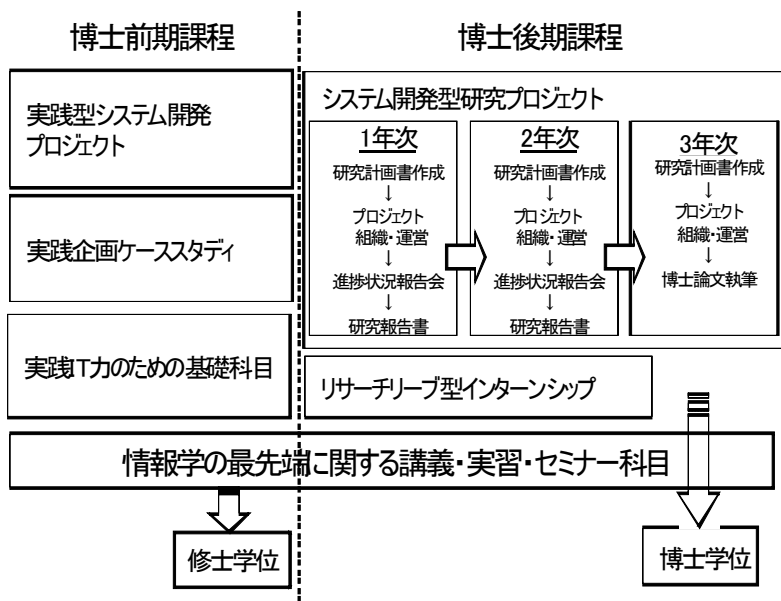 博士前期課程
実践型システム開発
プロジェクト
実践企画ケーススタディ
実践IT力のための基礎科目
博士後期課程
システム開発型研究プロジェクト
1年次
研究計画書作成
↓
プロジェクト
組織・運営
↓
進捗状況報告会
↓
研究報告書
2年次
研究計画書作成
↓
プロジェクト
組織・運営
↓
進捗状況報告会
↓
研究報告書
3年次
研究計画書作成
↓
プロジェクト
組織・運営
↓
博士論文執筆
リサーチリーブ型インターンシップ
情報学の最先端に関する講義・実習・セミナー科目
修士学位
博士学位